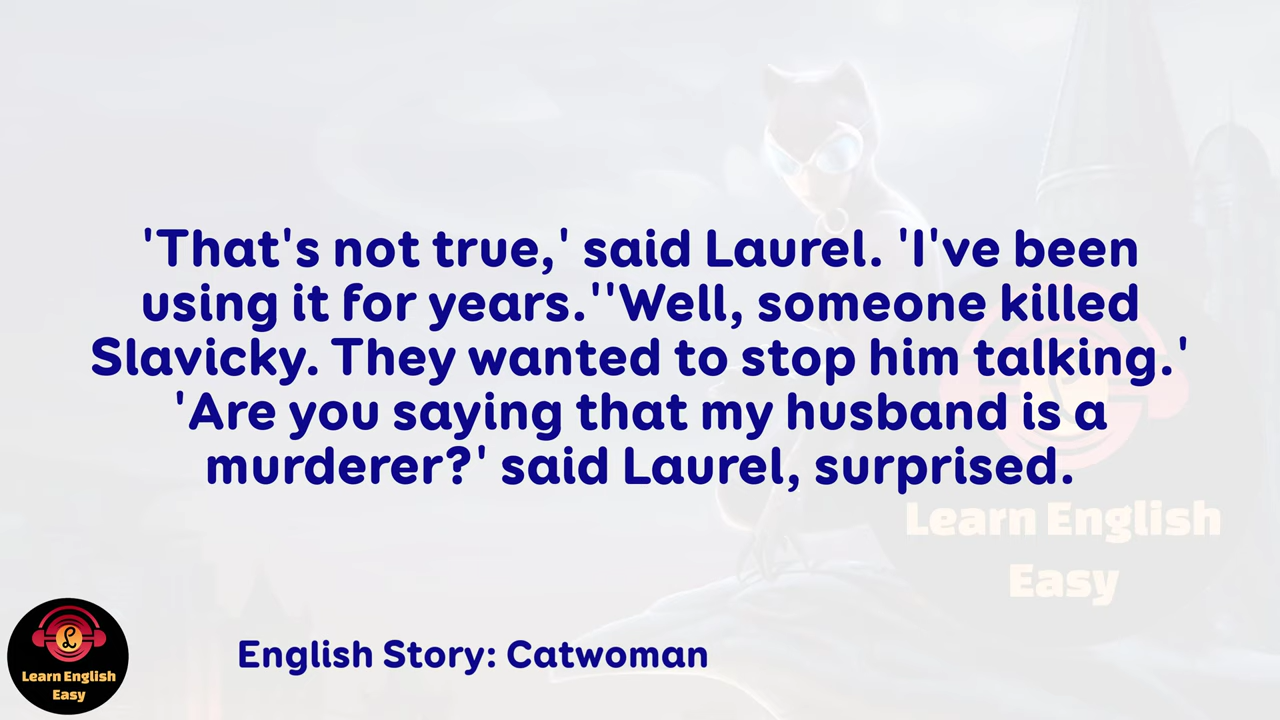 'That's not true,' said Laurel. 'I've been
using it for years.''Well, someone killed
Slavicky. They wanted to stop him talking.'
'Are you saying that my husband is a
murderer?' said Laurel, surprised.
Learn English
Easy
English Story: Catwoman
L
Learn English
Easy